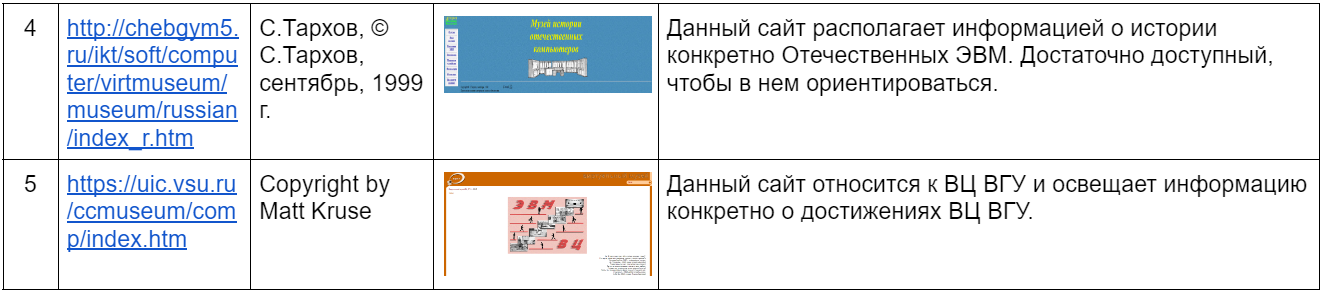 4
http://chebgym5.
ru/ikt/soft/compu
ter/virtmuseum/
museum/russian
/index_r.htm
С.Тархов, ©
С.Тархов,
сентябрь, 1999
г.
Музей истории
отечественных
компьютеров
Данный сайт располагает информацией о истории
конкретно Отечественных ЭВМ. Достаточно доступный,
чтобы в нем ориентироваться.
5
https://uic.vsu.ru
/ccmuseum/com
p/index.htm
Copyright by
Matt Kruse
ЭВМ
ВЦ
Данный сайт относится к ВЦ ВГУ и освещает информацию
конкретно о достижениях ВЦ ВГУ.